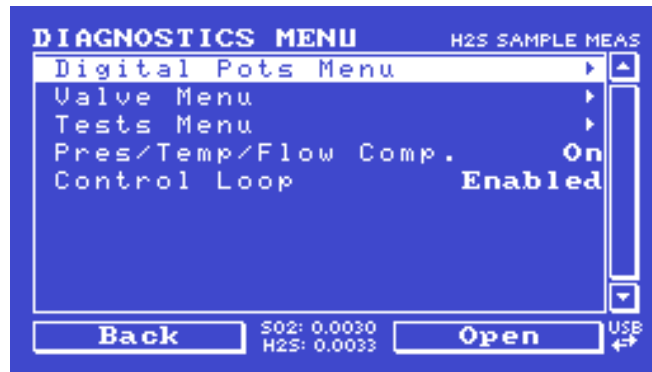 DIAGNOSTICS MENU H2S SAMPLE MEAS
Digital Pots Menu
Valve Menu
Tests Menu
Pres/Temp/Flow Comp. On
Control Loop Enabled
Back SO2: 0.0030 Open USB
H2S: 0.0033